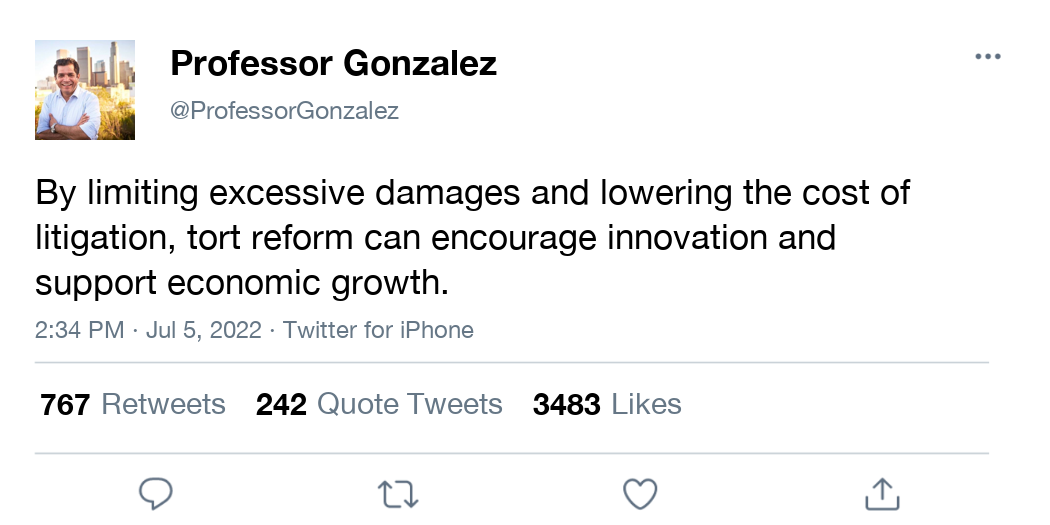 Professor Gonzalez
@ProfessorGonzalez
By limiting excessive damages and lowering the cost of
litigation, tort reform can encourage innovation and
support economic growth.
2:34 PM · Jul 5, 2022 · Twitter for iPhone
767 Retweets 242 Quote Tweets 3483 Likes